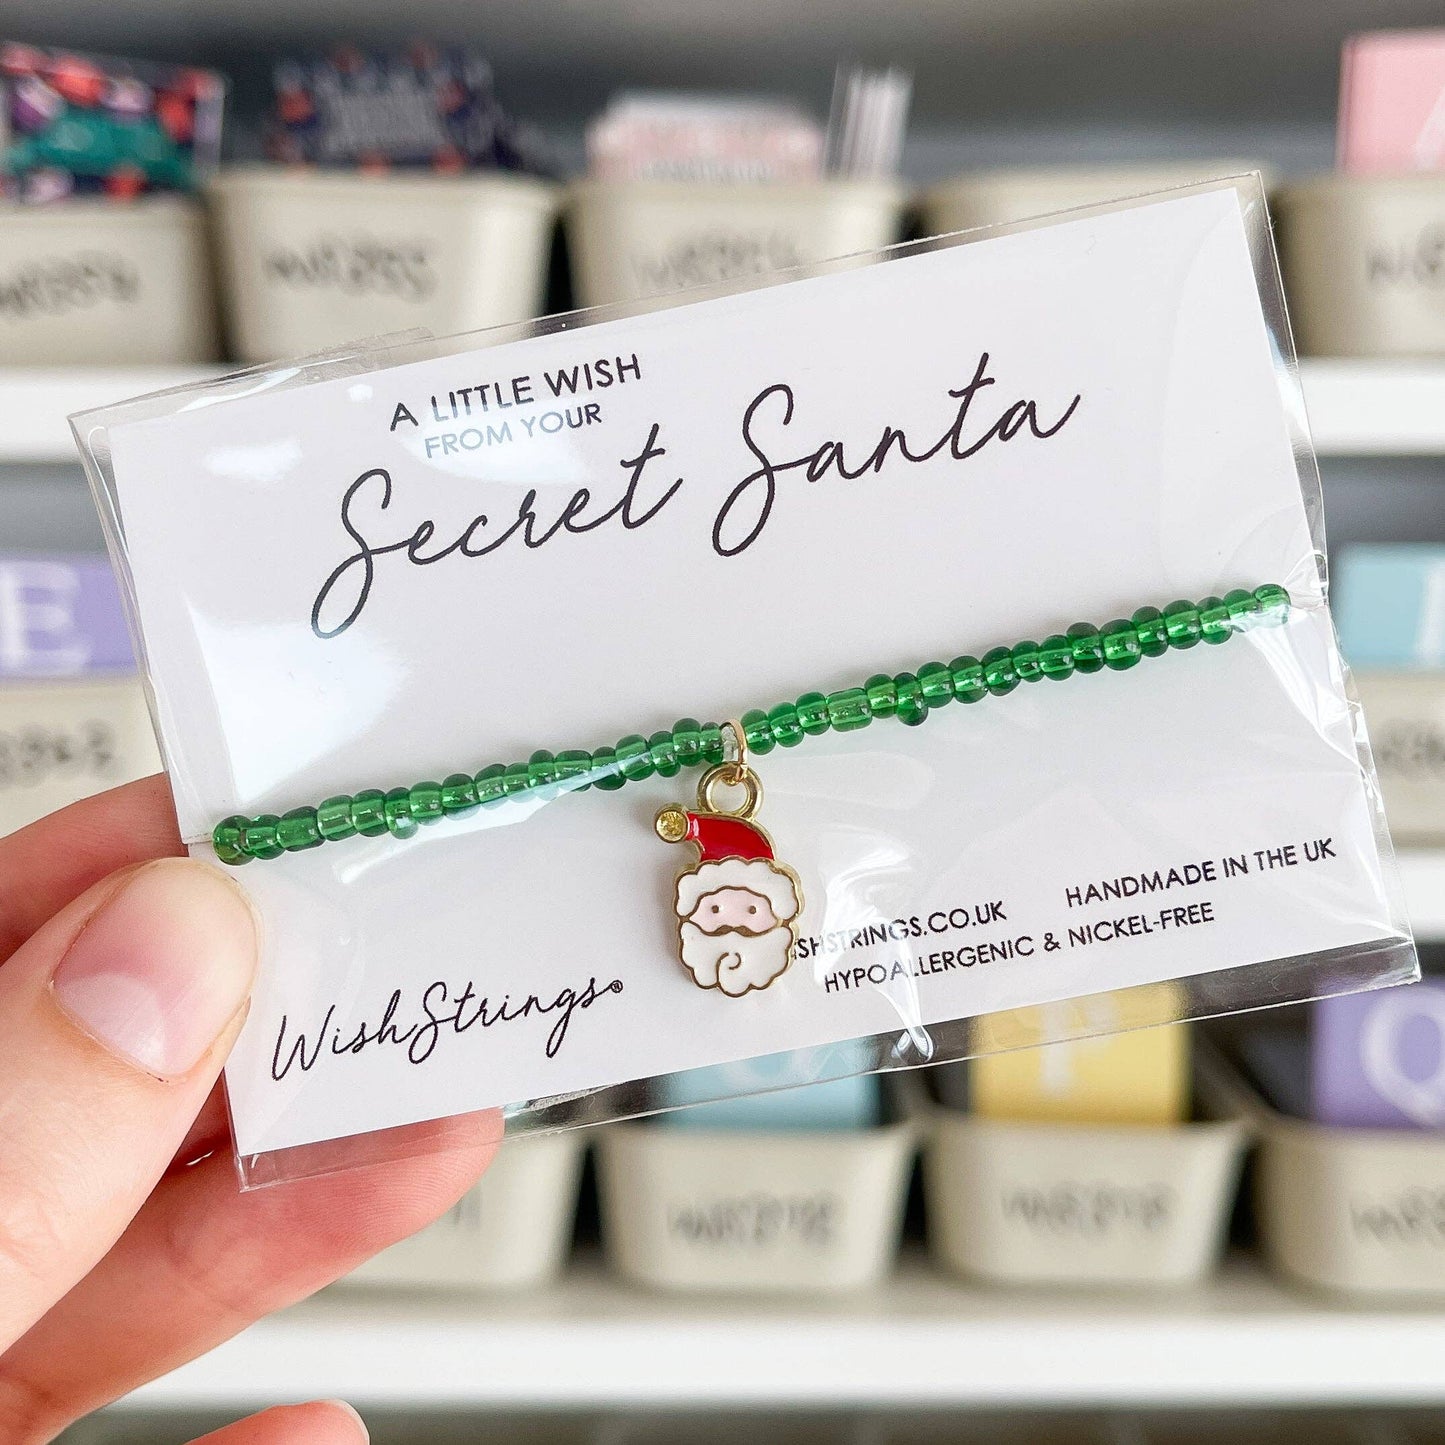 A LITTLE WISH
FROM YOUR
Secret Santa
HANDMADE IN THE UK
SHSTRINGS.CO.UK
HYPOALLERGENIC & NICKEL-FREE
WishStrings®
E
P
Q